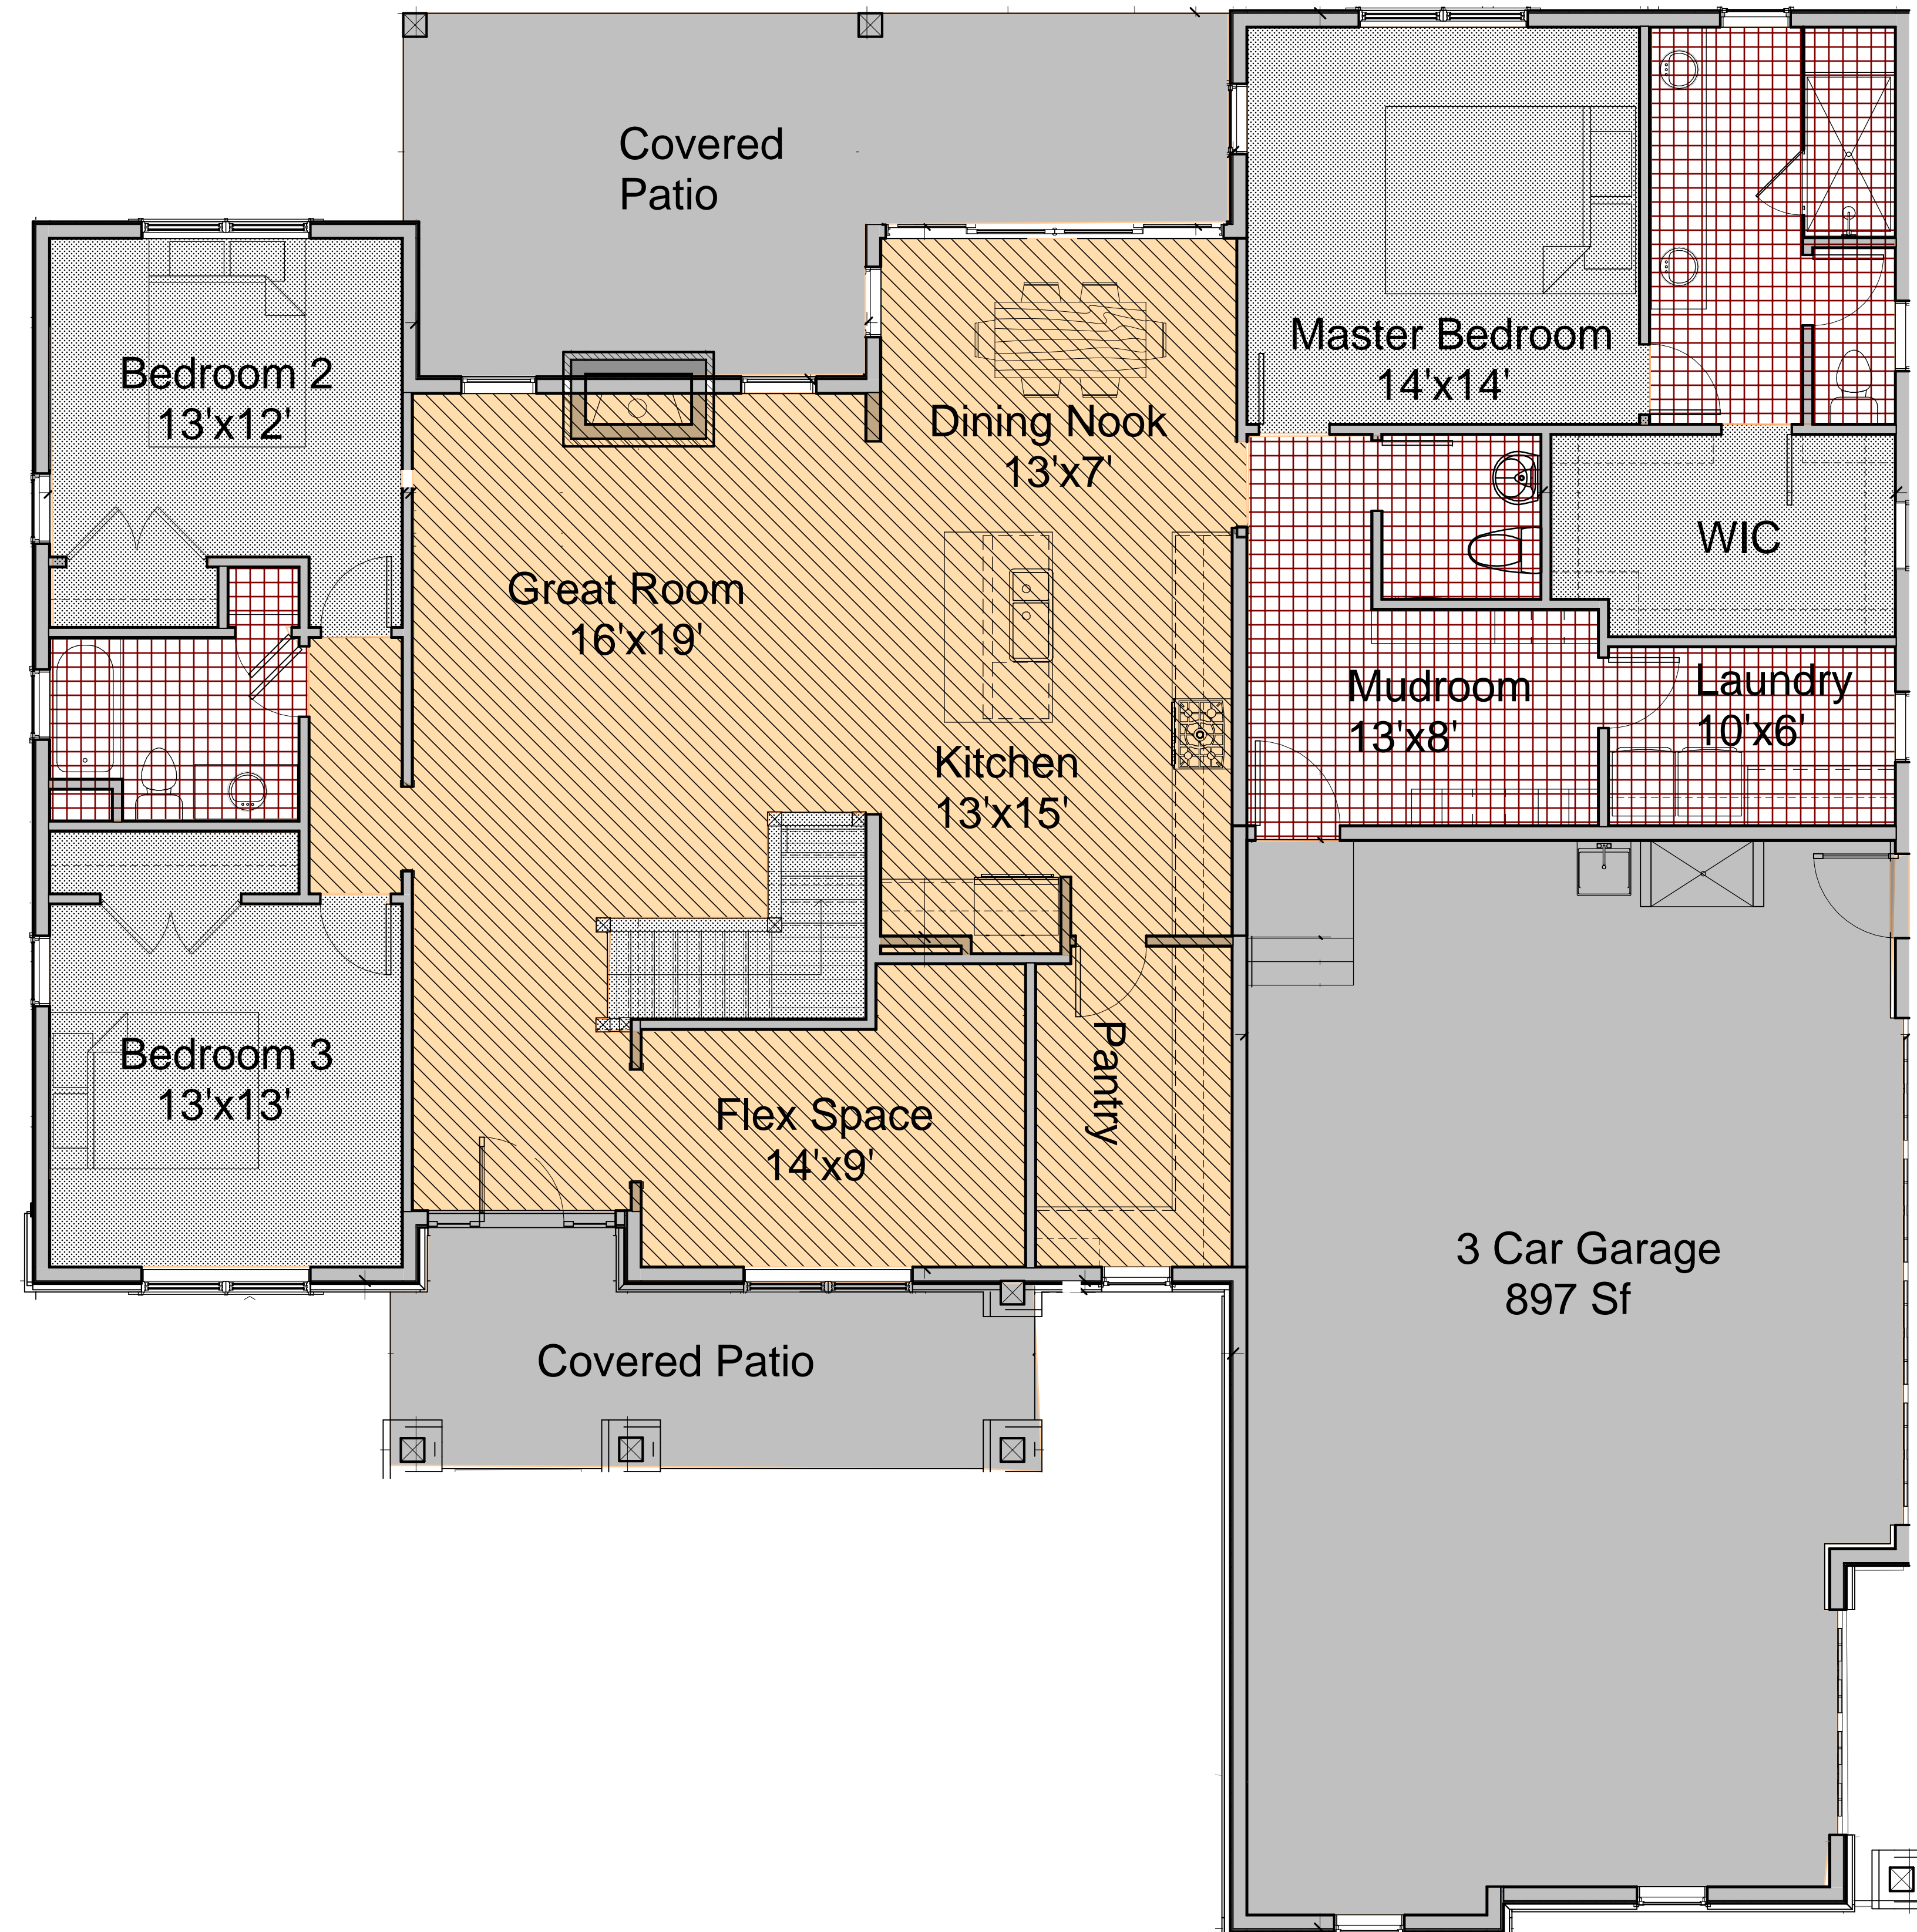 Covered
Patio
Bedroom 2
13'x12'
Master Bedroom
14'x14'
Dining Nook
13'x7'
WIC
Great Room
16'x19'
Mudroom
13'x8'
Laundry
10'x6'
Kitchen
13'x15'
Bedroom 3
13'x13'
Pantry
Flex Space
14'x9'
3 Car Garage
897 Sf
Covered Patio